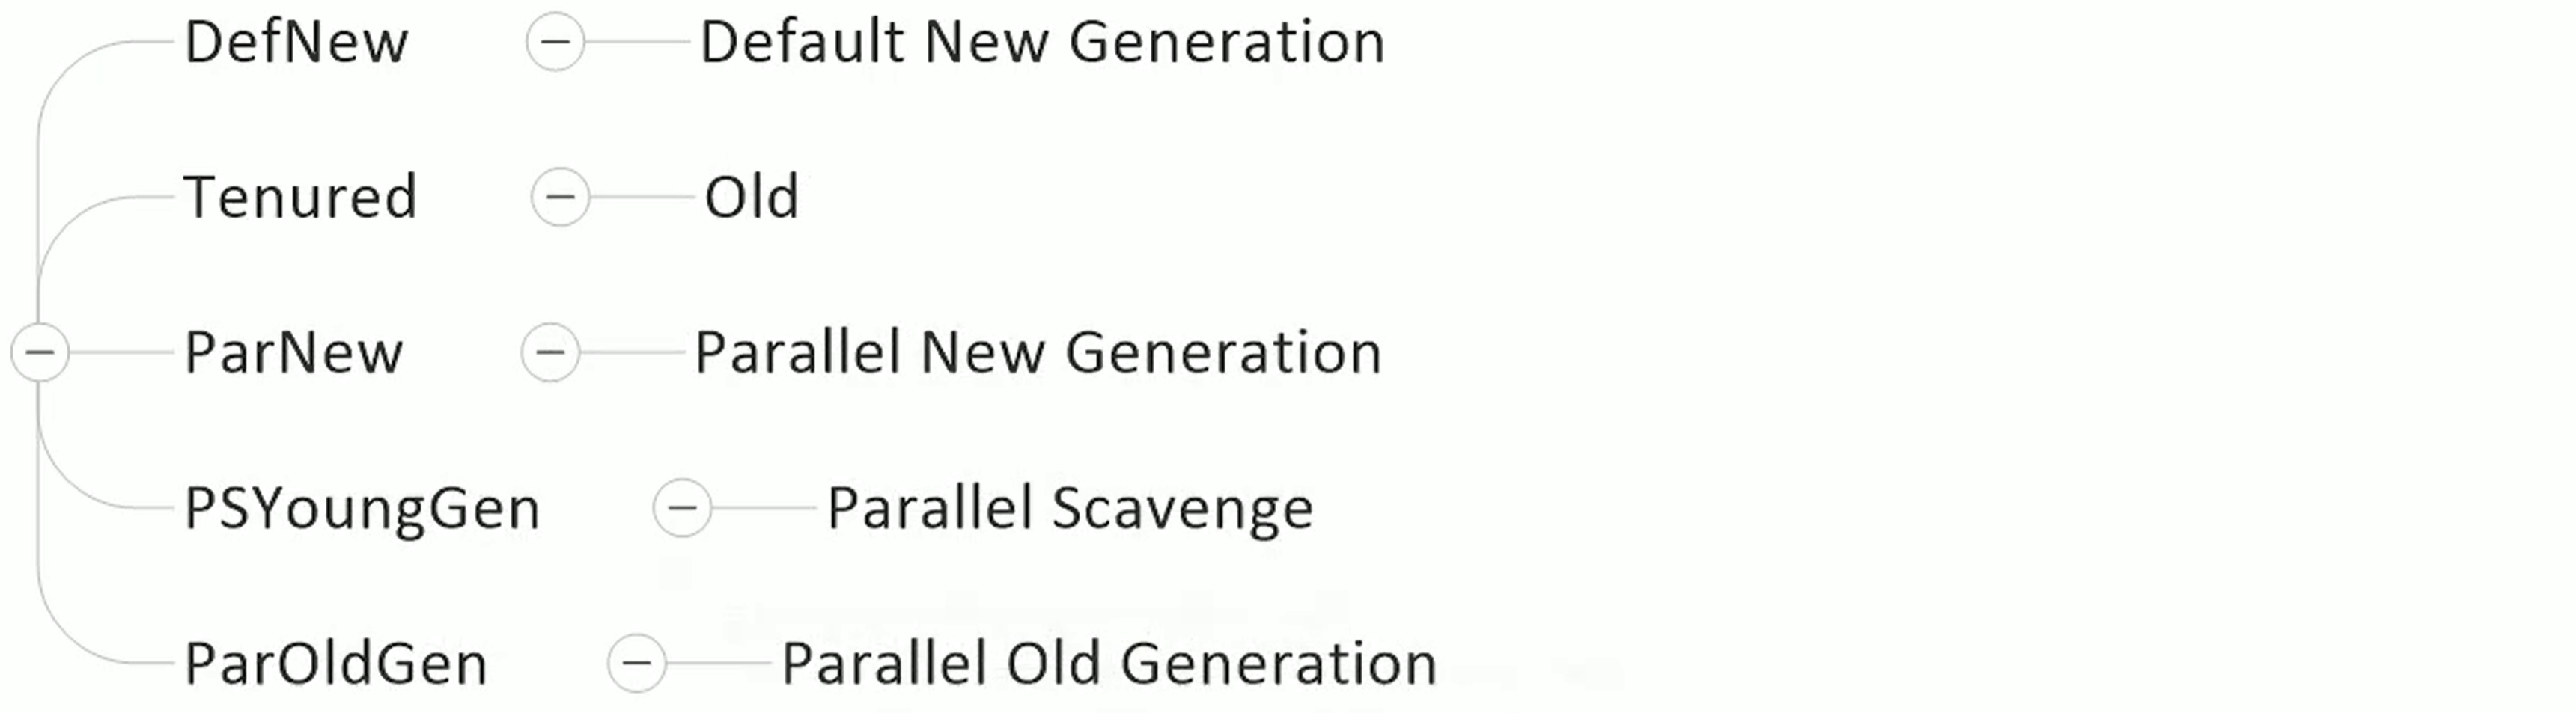 DefNew Default New Generation
Tenured Old
ParNew Parallel New Generation
PSYoungGen Parallel Scavenge
ParOldGen Parallel Old Generation